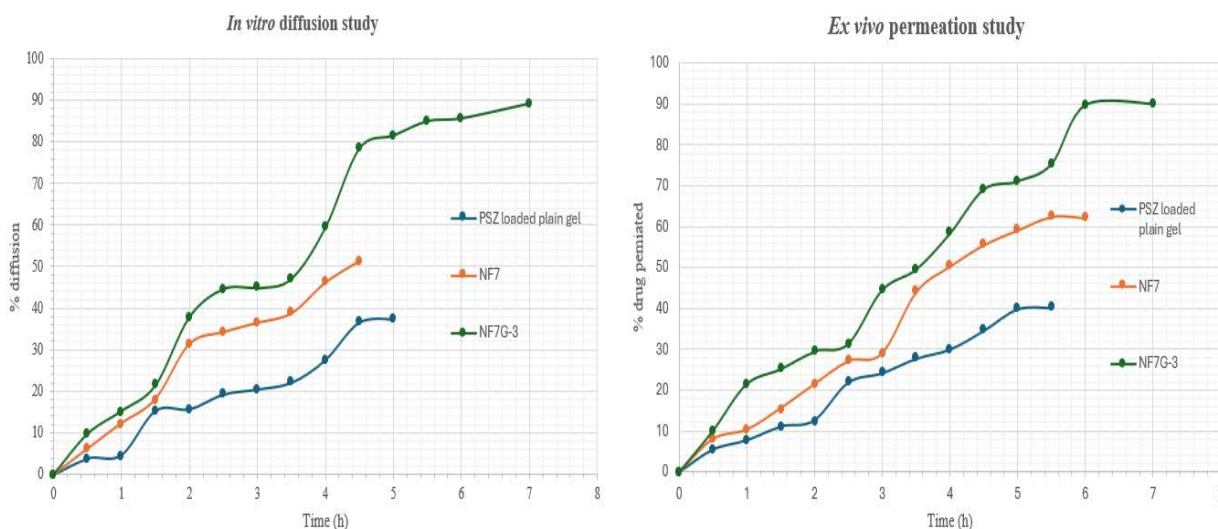 In vitro diffusion study
100
90
80
70
60
50
40
30
20
10
0
% diffusion
0 1 2 3 4 5 6 7 8
Time (h)
PSZ loaded plain gel
NF7
NF7G-3
Ex vivo permeation study
100
90
80
70
60
50
40
30
20
10
0
% drug pemiated
0 1 2 3 4 5 6 7
Time (h)
PSZ loaded
plain gel
NF7
NF7G-3